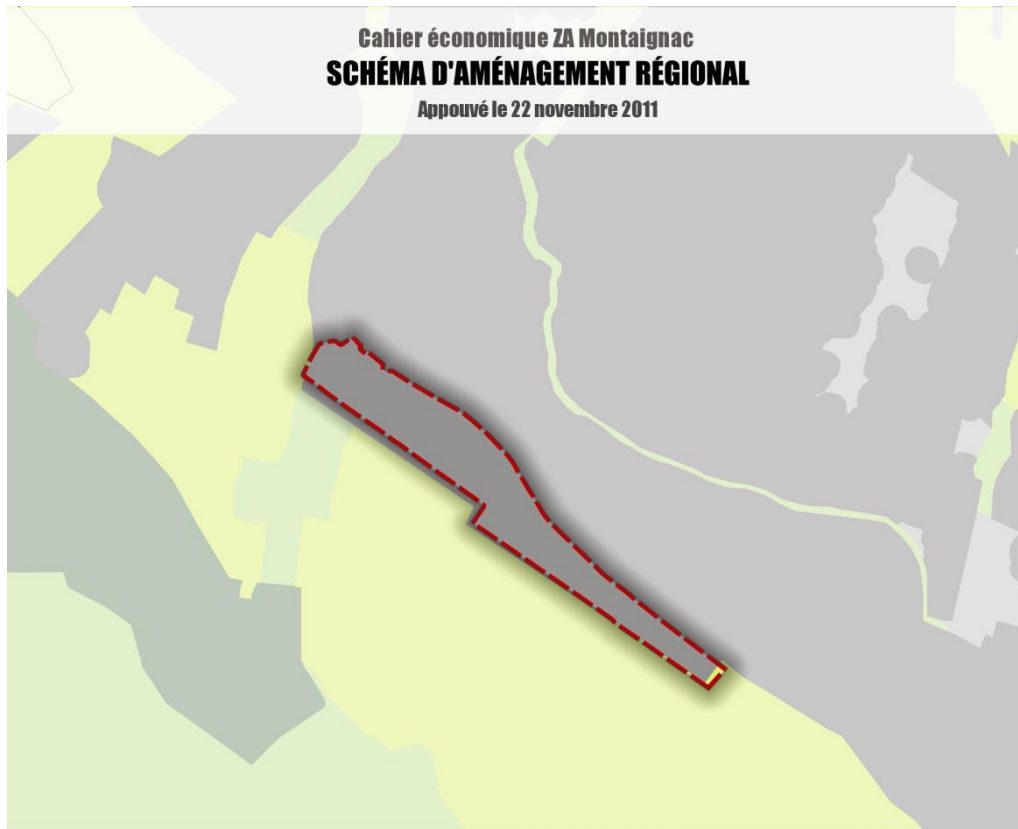 Cahier économique ZA Montaignac
SCHÉMA D'AMÉNAGEMENT RÉGIONAL
Appouvé le 22 novembre 2011